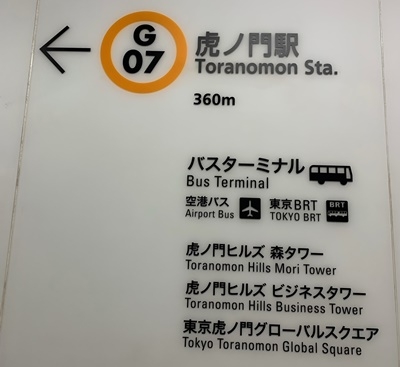 G
07
虎ノ門駅
Toranomon Sta.
360m
バスターミナル
Bus Terminal
空港バス 東京BRT BRT
Airport Bus TOKYO BRT
虎ノ門ヒルズ 森タワー
Toranomon Hills Mori Tower
虎ノ門ヒルズ ビジネスタワー
Toranomon Hills Business Tower
東京虎ノ門グローバルスクエア
Tokyo Toranomon Global Square